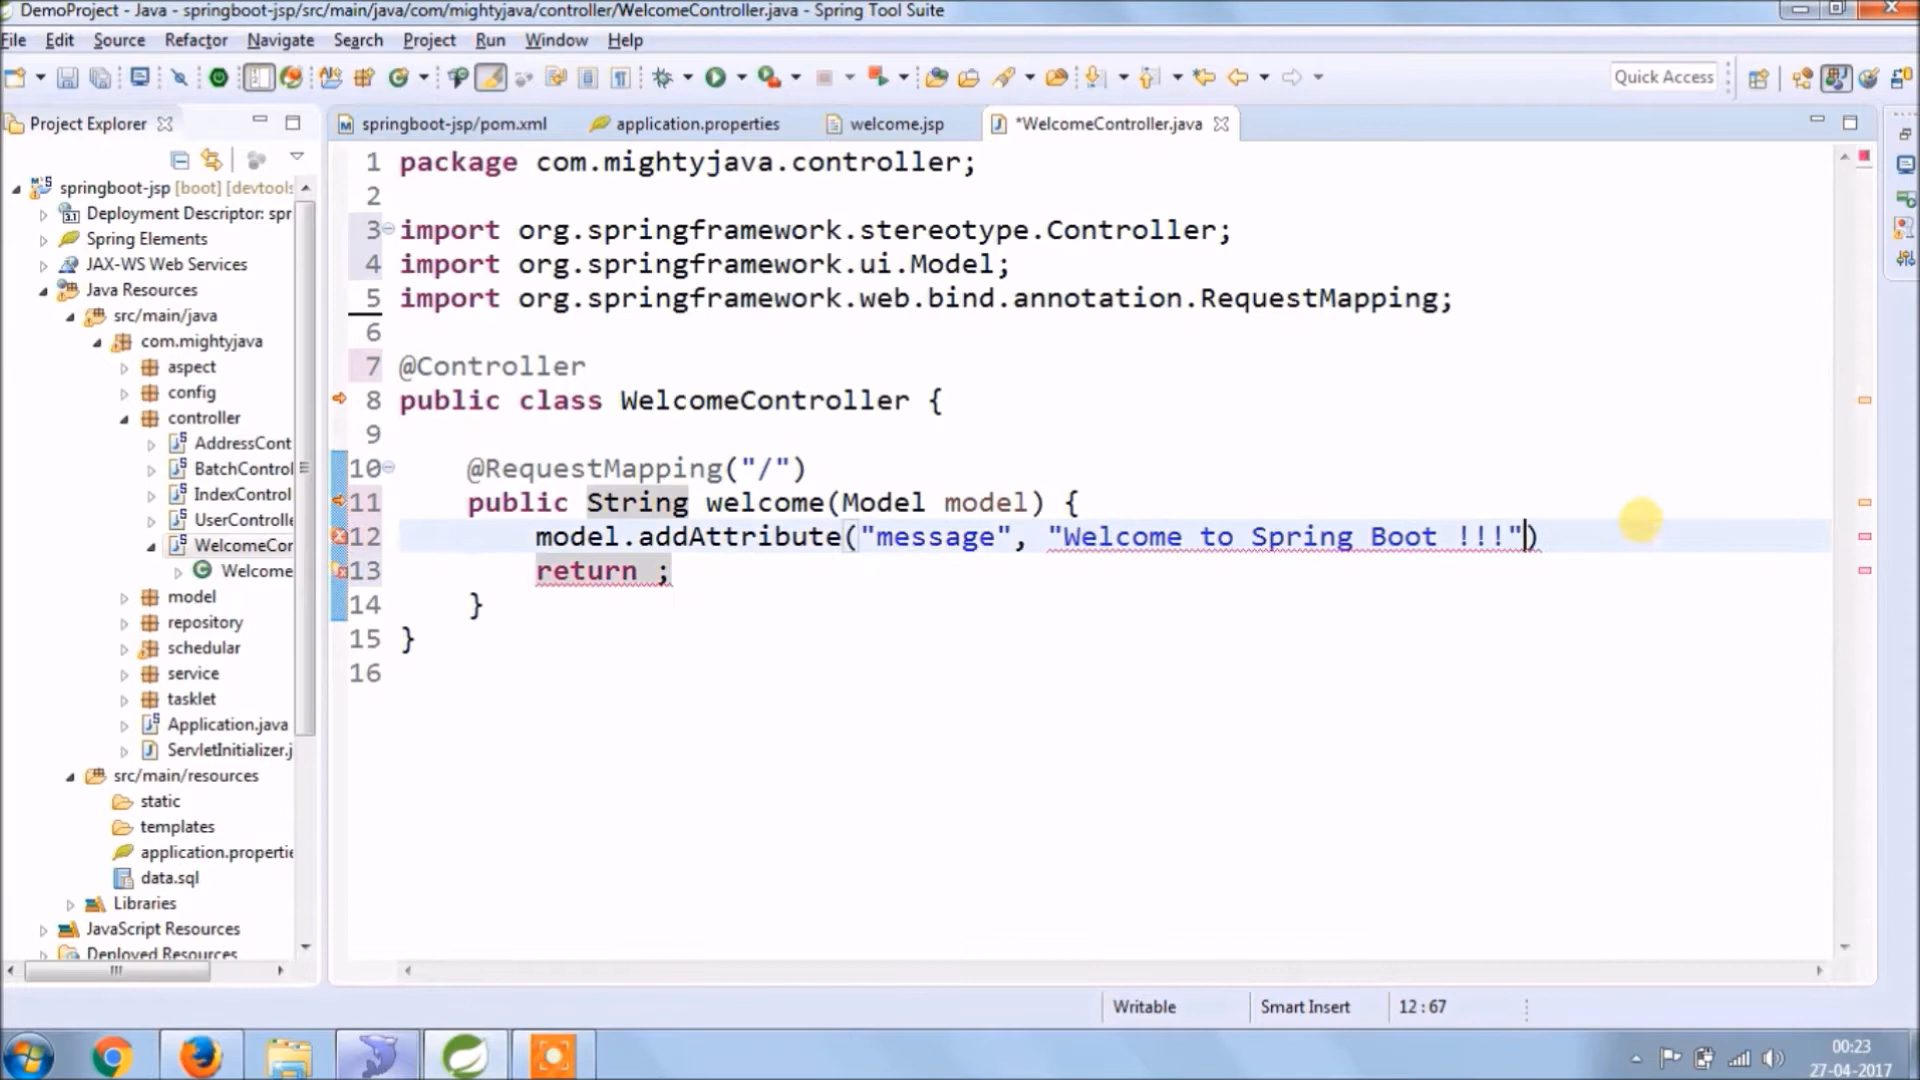 DemoProject - Java - springboot-jsp/src/main/java/com/mightyjava/controller/WelcomeController.java - Spring Tool Suite
File Edit Source Refactor Navigate Search Project Run Window Help
Quick Access
Project Explorer
springboot-jsp/pom.xml application.properties welcome.jsp *WelcomeController.java
springboot-jsp [boot] [devtools
Deployment Descriptor: spr
Spring Elements
JAX-WS Web Services
Java Resources
src/main/java
com.mightyjava
aspect
config
controller
AddressCont
BatchControl
IndexControl
UserControlle
WelcomeCor
Welcome
model
repository
schedular
service
tasklet
Application.java
ServletInitializer.j
src/main/resources
static
templates
application.properti
data.sql
Libraries
JavaScript Resources
Deployed Resources
1 package com.mightyjava.controller;
2
3 import org.springframework.stereotype.Controller;
4 import org.springframework.ui.Model;
5 import org.springframework.web.bind.annotation.RequestMapping;
6
7 @Controller
8 public class WelcomeController {
9
10 @RequestMapping("/")
11 public String welcome(Model model) {
12 model.addAttribute("message", "Welcome to Spring Boot !!!")
13 return ;
14 }
15 }
16
Writable Smart Insert 12 : 67
00:23
27-04-2017